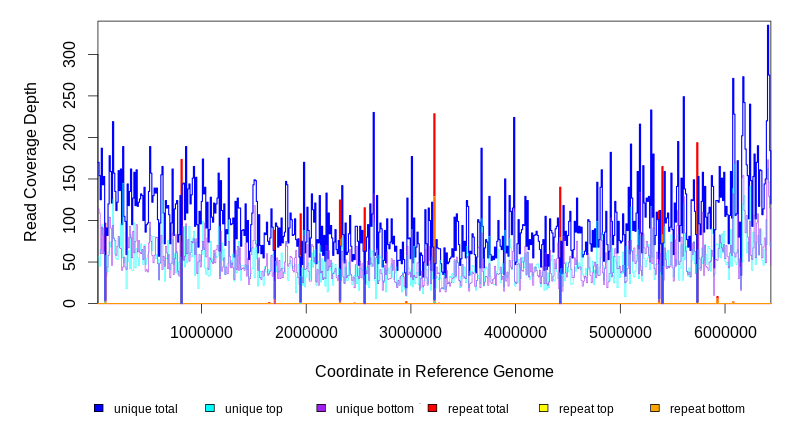 Read Coverage Depth
300
250
200
150
100
50
0
1000000 2000000 3000000 4000000 5000000 6000000
Coordinate in Reference Genome
unique total unique top unique bottom repeat total repeat top repeat bottom